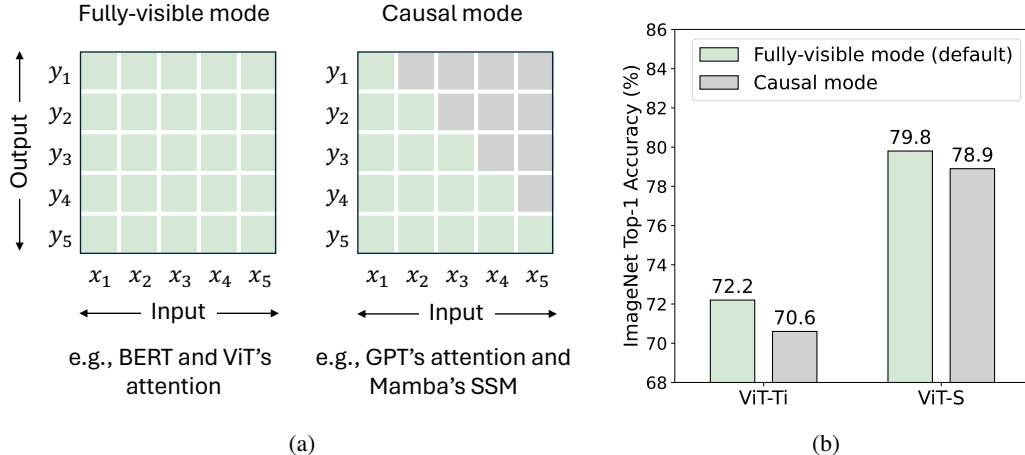 Fully-visible mode
Causal mode
Output
y₁
y₂
y₃
y₄
y₅
x₁ x₂ x₃ x₄ x₅
Input
e.g., BERT and ViT's
attention
y₁
y₂
y₃
y₄
y₅
x₁ x₂ x₃ x₄ x₅
Input
e.g., GPT's attention and
Mamba's SSM
(a)
ImageNet Top-1 Accuracy (%)
86
84
82
80
78
76
74
72
70
68
Fully-visible mode (default)
Causal mode
72.2
70.6
79.8
78.9
ViT-Ti
ViT-S
(b)